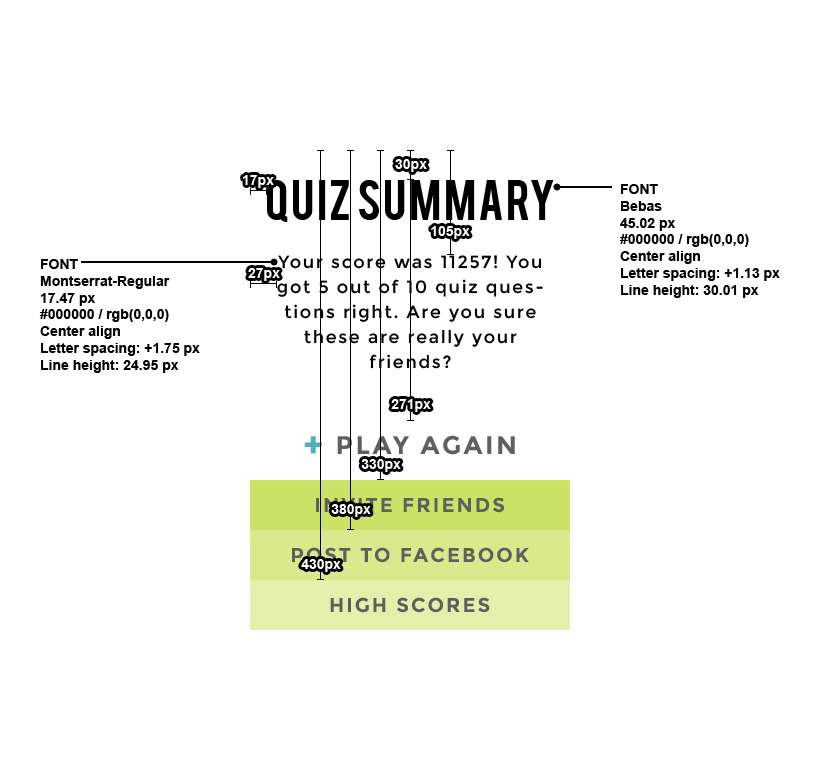 30px
17px
QUIZ SUMMARY
105px
FONT
Bebas
45.02 px
#000000 / rgb(0,0,0)
Center align
Letter spacing: +1.13 px
Line height: 30.01 px
FONT
Montserrat-Regular
17.47 px
#000000 / rgb(0,0,0)
Center align
Letter spacing: +1.75 px
Line height: 24.95 px
27px
Your score was 11257! You
got 5 out of 10 quiz ques-
tions right. Are you sure
these are really your
friends?
271px
+ PLAY AGAIN
330px
INVITE FRIENDS
380px
POST TO FACEBOOK
430px
HIGH SCORES